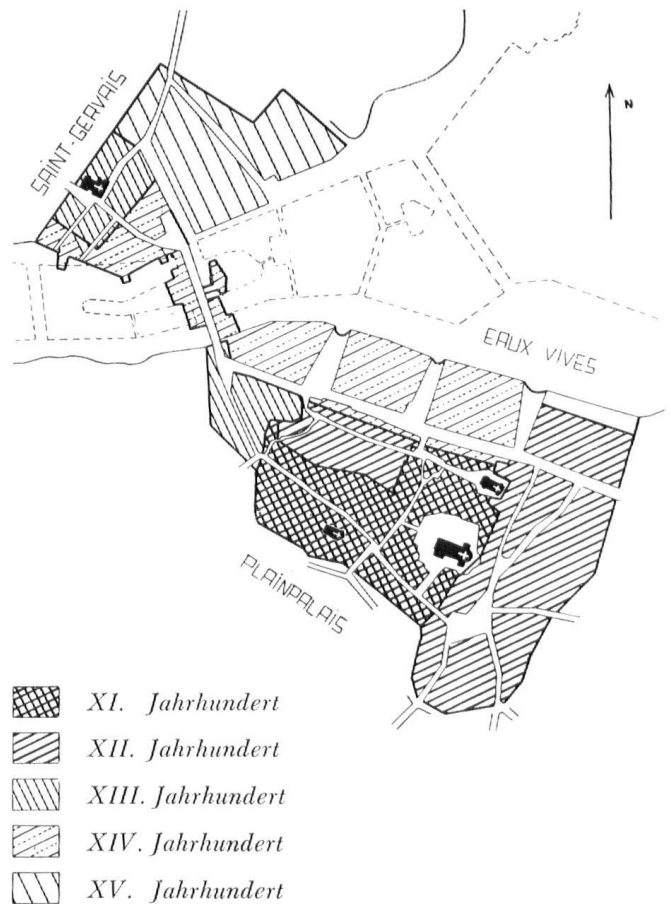 SAINT-GERVAIS
N
EAUX VIVES
PLAINPALAIS
XI. Jahrhundert
XII. Jahrhundert
XIII. Jahrhundert
XIV. Jahrhundert
XV. Jahrhundert